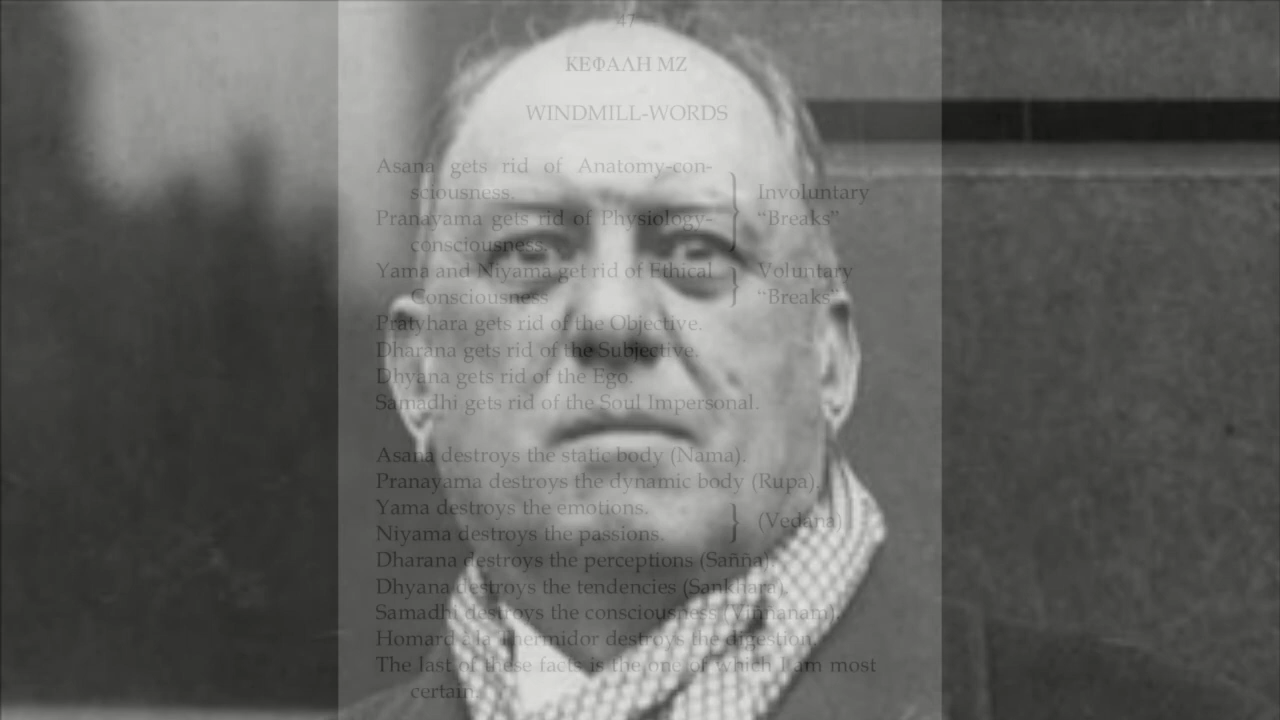 47
ΚΕΦΑΛΗ ΜΖ
WINDMILL-WORDS
Asana gets rid of Anatomy-con-
sciousness.
Involuntary
Pranayama gets rid of Physiology-
“Breaks”
consciousness.
Yama and Niyama get rid of Ethical
Voluntary
Consciousness
“Breaks”
Pratyhara gets rid of the Objective.
Dharana gets rid of the Subjective.
Dhyana gets rid of the Ego.
Samadhi gets rid of the Soul Impersonal.
Asana destroys the static body (Nama).
Pranayama destroys the dynamic body (Rupa).
Yama destroys the emotions.
(Vedana)
Niyama destroys the passions.
Dharana destroys the perceptions (Sañña).
Dhyana destroys the tendencies (Sankhara).
Samadhi destroys the consciousness (Viññanam).
Homard à la Thermidor destroys the digestion.
The last of these facts is the one of which I am most
certain.